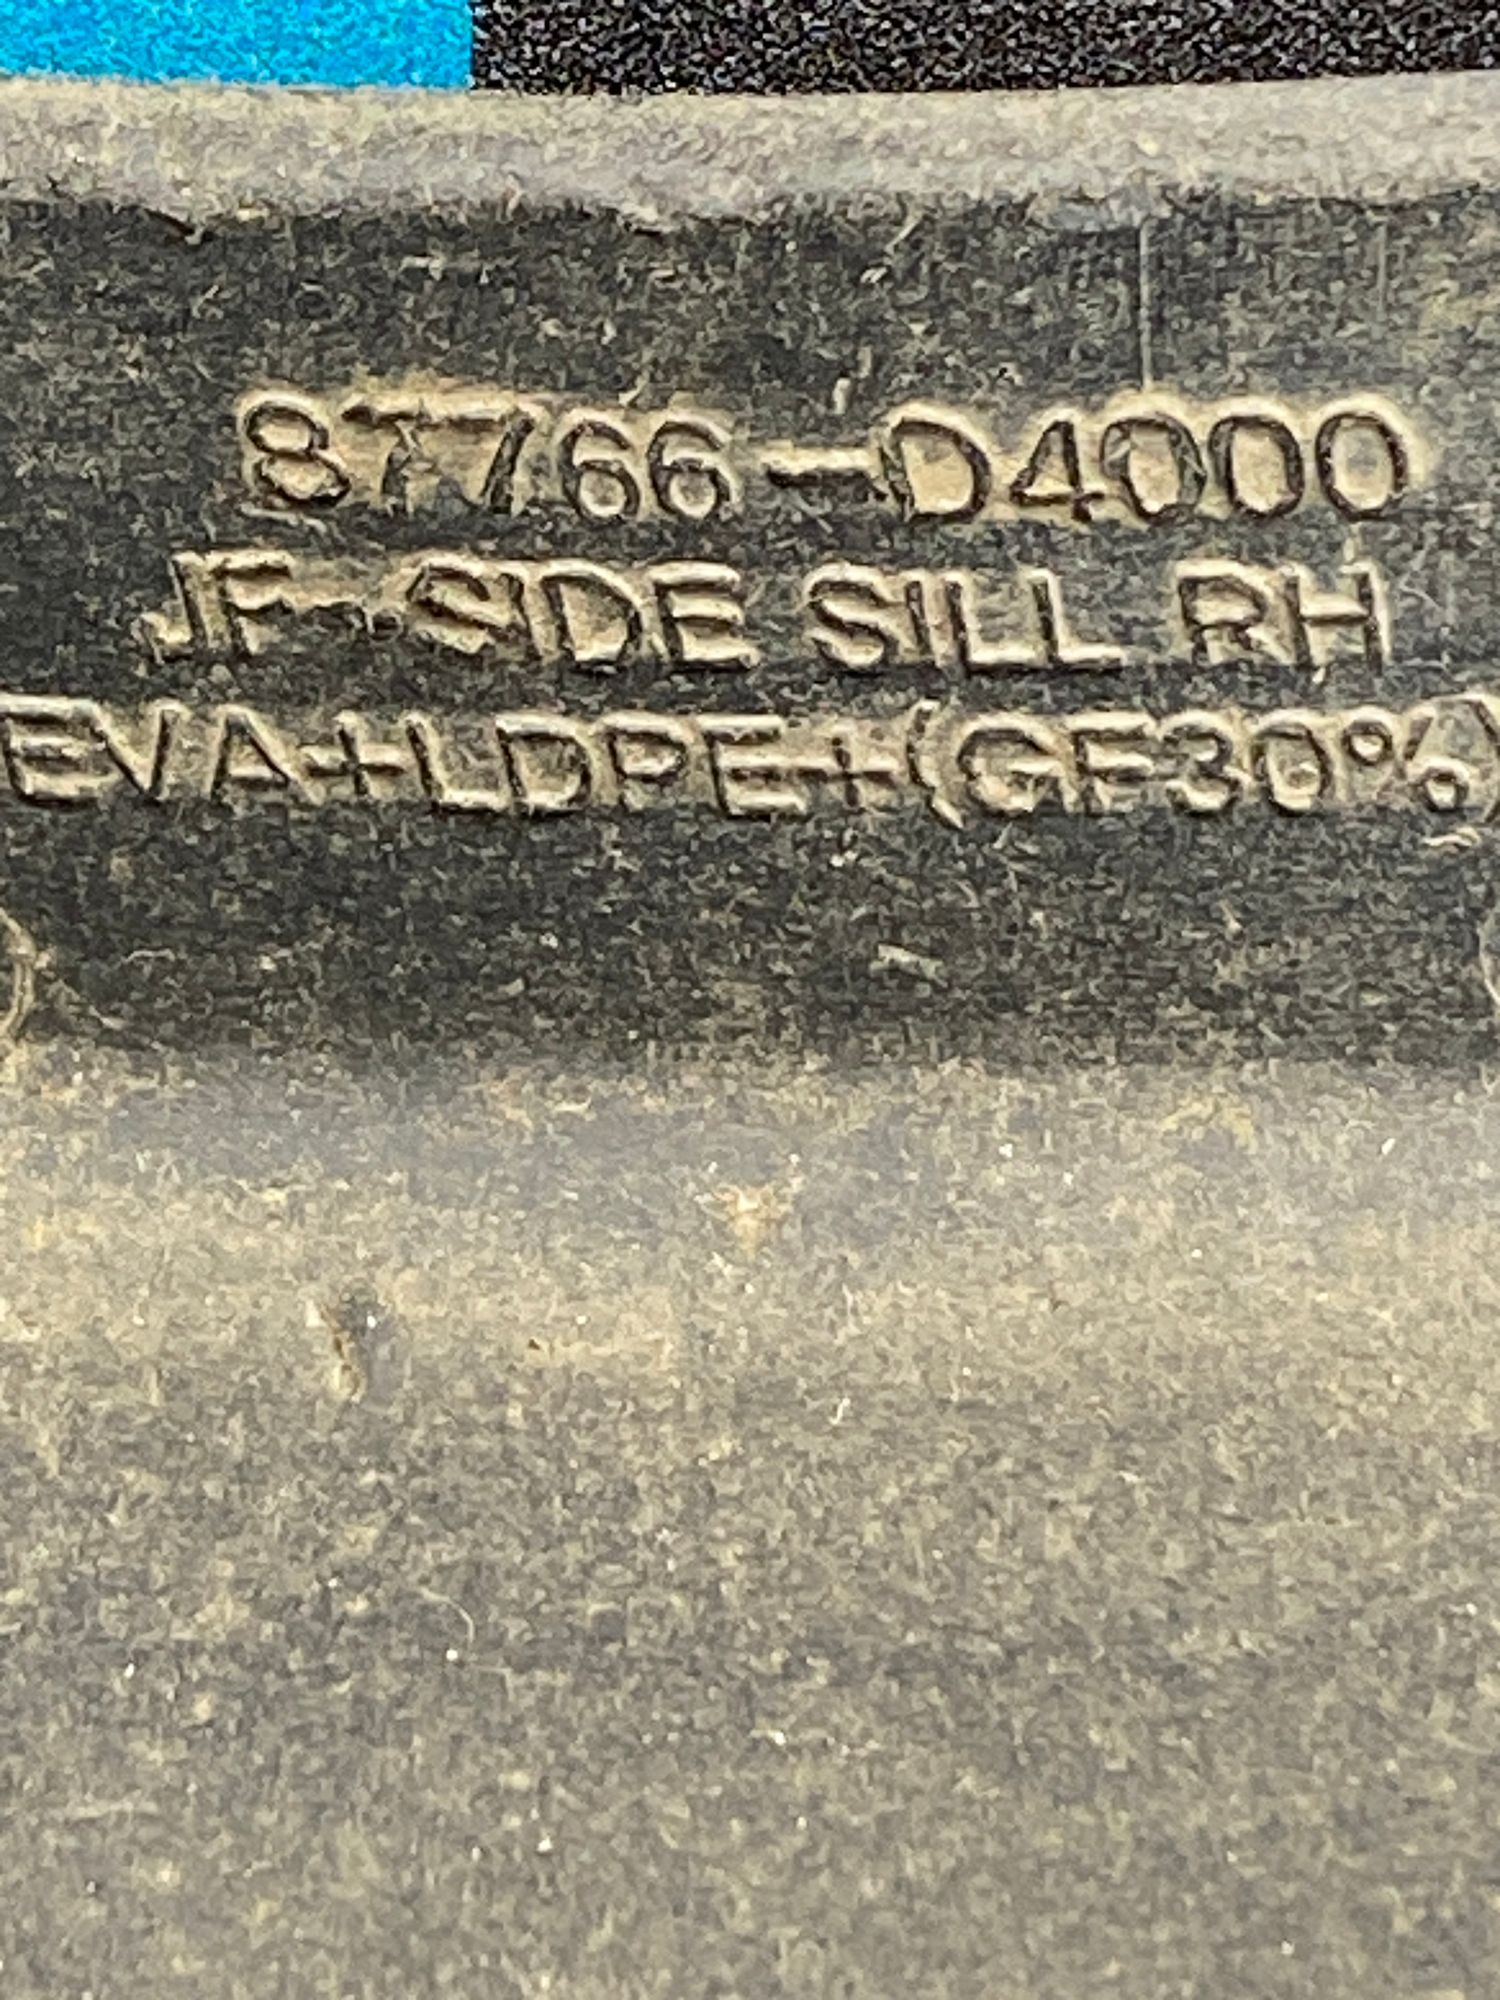 87766-D4000
JF-SIDE SILL RH
EVA+LDPE+(GF30%)